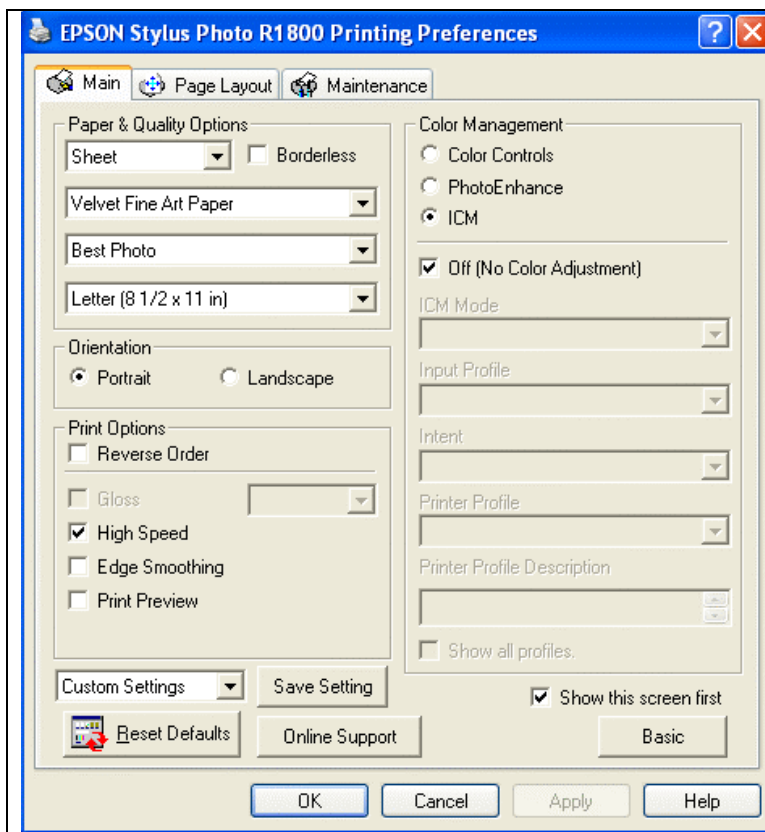 EPSON Stylus Photo R1800 Printing Preferences
Main
Page Layout
Maintenance
Paper & Quality Options
Sheet
Borderless
Velvet Fine Art Paper
Best Photo
Letter (8 1/2 x 11 in)
Orientation
Portrait
Landscape
Print Options
Reverse Order
Gloss
High Speed
Edge Smoothing
Print Preview
Color Management
Color Controls
PhotoEnhance
ICM
Off (No Color Adjustment)
ICM Mode
Input Profile
Intent
Printer Profile
Printer Profile Description
Show all profiles.
Custom Settings
Save Setting
Show this screen first
Reset Defaults
Online Support
Basic
OK
Cancel
Apply
Help